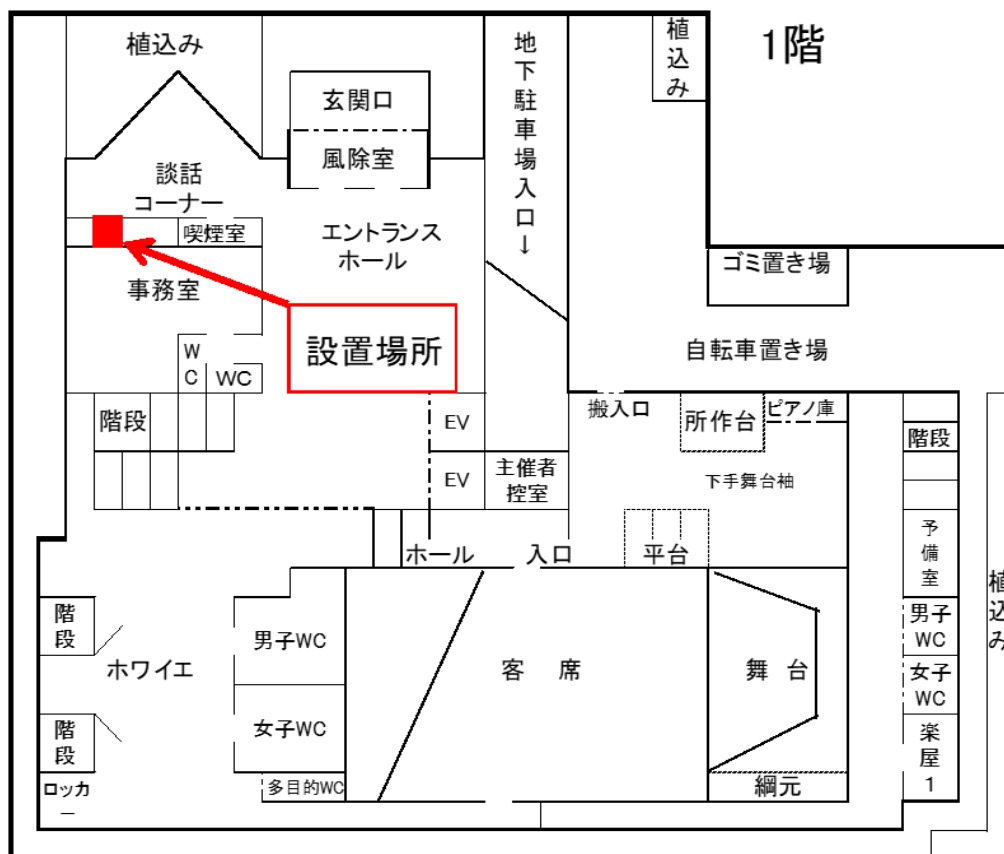 植込み
地下駐車場入口↓
植込み
1階
玄関口
風除室
談話
コーナー
喫煙室
エントランス
ホール
ゴミ置き場
事務室
設置場所
自転車置き場
WC
WC
搬入口
所作台
ピアノ庫
階段
EV
階段
EV
主催者
控室
下手舞台袖
予備室
ホール
入口
平台
植込み
階段
男子WC
男子
WC
ホワイエ
客 席
舞 台
女子
WC
階段
女子WC
楽屋1
ロッカー
多目的WC
綱元